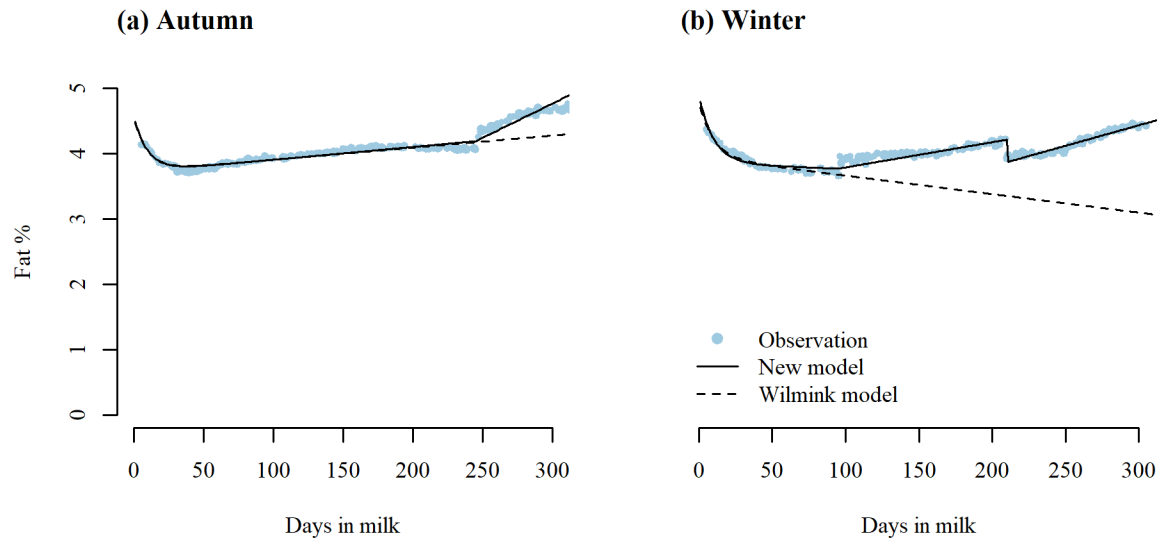 (a) Autumn
(b) Winter
Fat %
0 1 2 3 4 5
0 50 100 150 200 250 300
Days in milk
Observation
New model
Wilmink model
0 50 100 150 200 250 300
Days in milk